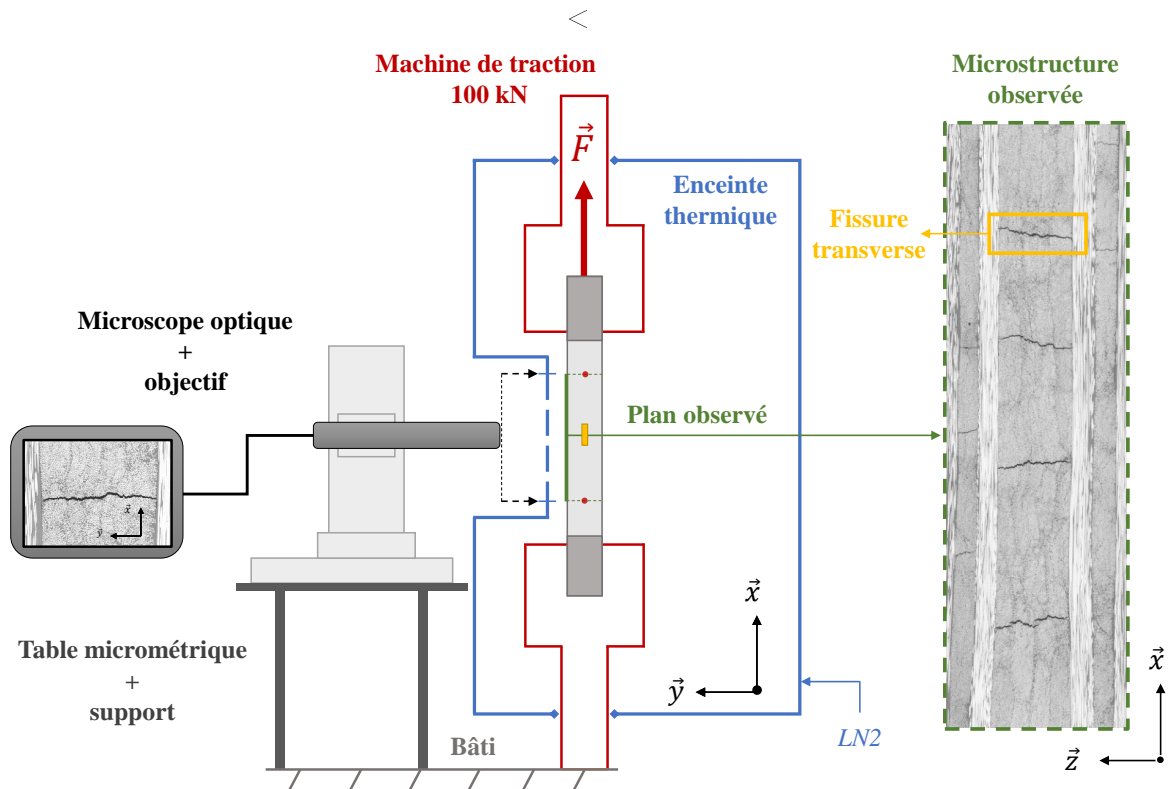 <
Machine de traction
100 kN
Microstructure
observée
F⃗
Enceinte
thermique
Fissure
transverse
Microscope optique
+
objectif
Plan observé
x⃗
y⃗
x⃗
y⃗
Table micrométrique
+
support
x⃗
z⃗
LN2
Bâti